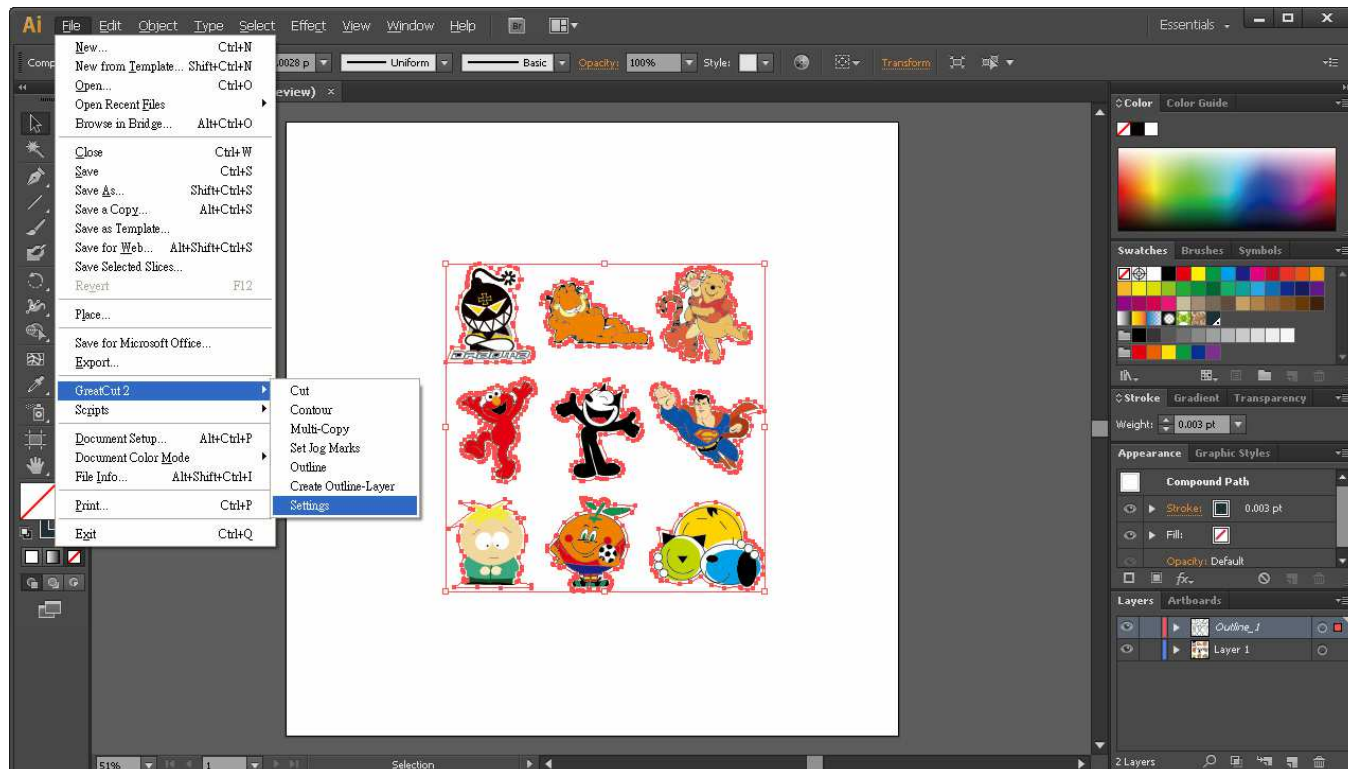 Ai File Edit Object Type Select Effect View Window Help Br Essentials
Comp .0028 p Uniform Basic Opacity: 100% Style: Transform
New... Ctrl+N
New from Template... Shift+Ctrl+N
Open... Ctrl+O
Open Recent Files
Browse in Bridge... Alt+Ctrl+O
Close Ctrl+W
Save Ctrl+S
Save As... Shift+Ctrl+S
Save a Copy... Alt+Ctrl+S
Save as Template...
Save for Web... Alt+Shift+Ctrl+S
Save Selected Slices...
Revert F12
Place...
Save for Microsoft Office...
Export...
GreatCut 2
Scripts
Document Setup... Alt+Ctrl+P
Document Color Mode
File Info... Alt+Shift+Ctrl+I
Print... Ctrl+P
Exit Ctrl+Q
Cut
Contour
Multi-Copy
Set Jog Marks
Outline
Create Outline-Layer
Settings
eview) ×
Color Color Guide
Swatches Brushes Symbols
Stroke Gradient Transparency
Weight: 0.003 pt
Appearance Graphic Styles
Compound Path
Stroke: 0.003 pt
Fill:
Opacity: Default
fx
Layers Artboards
Outline_1
Layer 1
2 Layers
51% 1 Selection